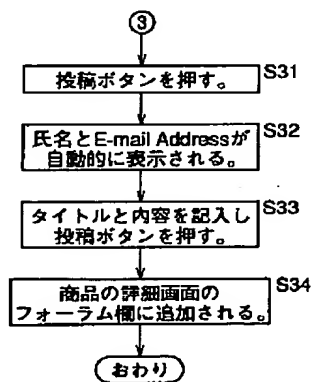 ③
投稿ボタンを押す。 S31
S32
氏名とE-mail Addressが
自動的に表示される。
S33
タイトルと内容を記入し
投稿ボタンを押す。
S34
商品の詳細画面の
フォーラム欄に追加される。
おわり